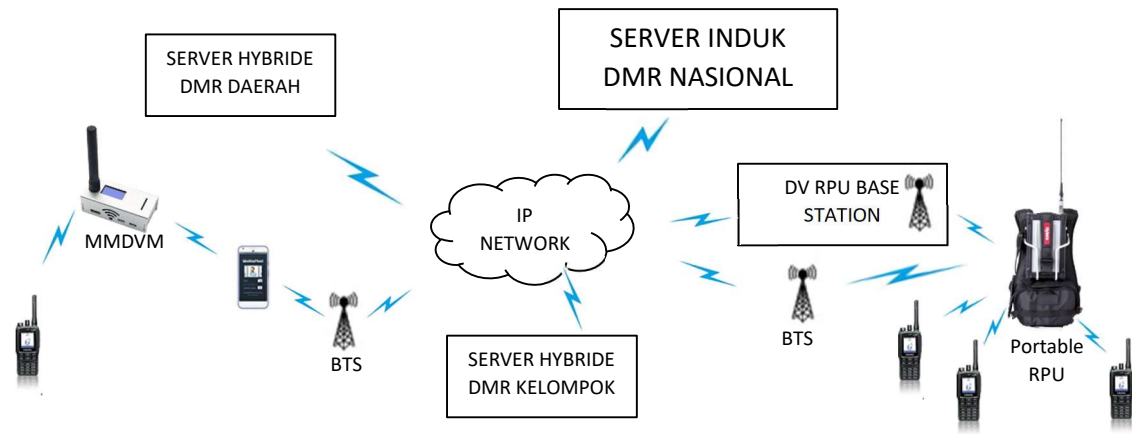 SERVER HYBRIDE
DMR DAERAH
SERVER INDUK
DMR NASIONAL
MMDVM
IP
NETWORK
DV RPU BASE
STATION
BTS
BTS
SERVER HYBRIDE
DMR KELOMPOK
Portable
RPU